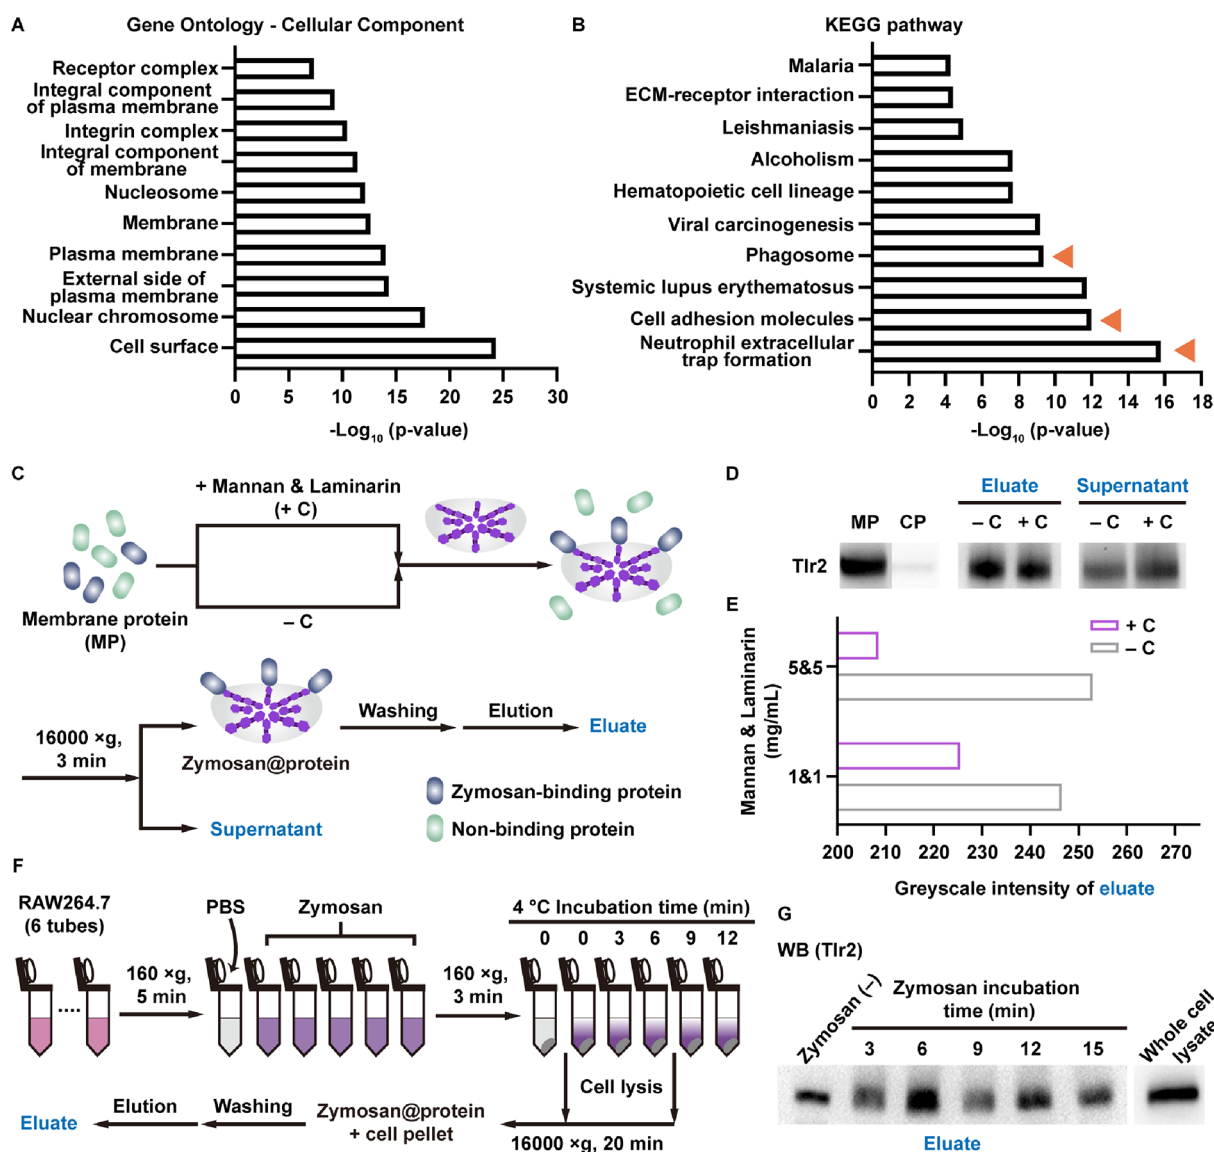 A
Gene Ontology - Cellular Component
Receptor complex
Integral component
of plasma membrane
Integrin complex
Integral component
of membrane
Nucleosome
Membrane
Plasma membrane
External side of
plasma membrane
Nuclear chromosome
Cell surface
0 5 10 15 20 25 30
-Log10 (p-value)
B
KEGG pathway
Malaria
ECM-receptor interaction
Leishmaniasis
Alcoholism
Hematopoietic cell lineage
Viral carcinogenesis
Phagosome
Systemic lupus erythematosus
Cell adhesion molecules
Neutrophil extracellular
trap formation
0 2 4 6 8 10 12 14 16 18
-Log10 (p-value)
C
+ Mannan & Laminarin
(+ C)
– C
Membrane protein
(MP)
16000 ×g,
3 min
Zymosan@protein
Washing
Elution
Eluate
Supernatant
Zymosan-binding protein
Non-binding protein
D
Eluate Supernatant
MP CP – C + C – C + C
Tlr2
E
+ C
– C
Mannan & Laminarin
(mg/mL)
5&5
1&1
200 210 220 230 240 250 260 270
Greyscale intensity of eluate
F
RAW264.7
(6 tubes)
160 ×g,
5 min
PBS
Zymosan
160 ×g,
3 min
4 °C Incubation time (min)
0 0 3 6 9 12
Cell lysis
16000 ×g, 20 min
Zymosan@protein
+ cell pellet
Washing
Elution
Eluate
G
WB (Tlr2)
Zymosan (–)
Zymosan incubation
time (min)
3 6 9 12 15
Whole cell
lysate
Eluate